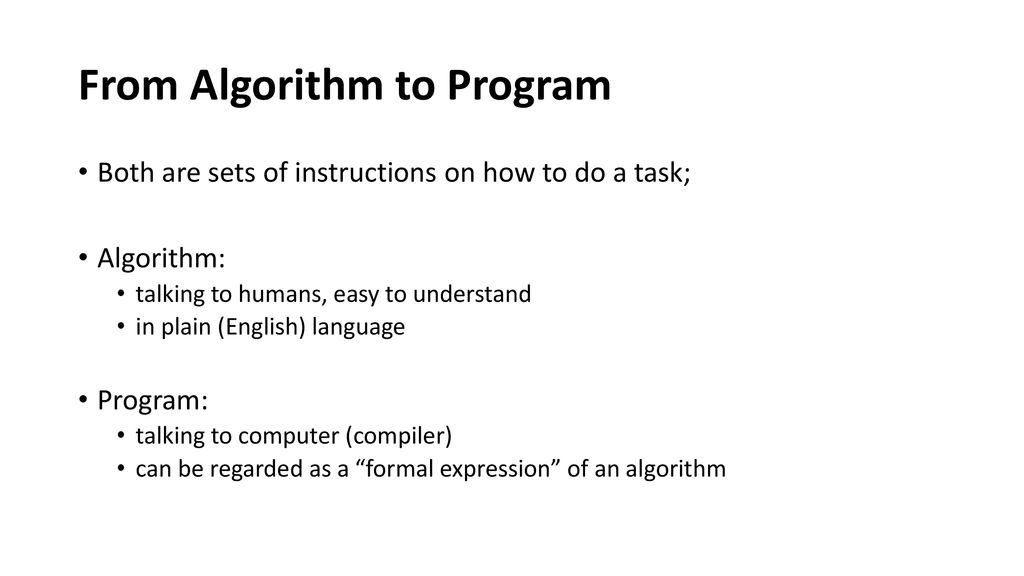 From Algorithm to Program
• Both are sets of instructions on how to do a task;
• Algorithm:
• talking to humans, easy to understand
• in plain (English) language
• Program:
• talking to computer (compiler)
• can be regarded as a “formal expression” of an algorithm